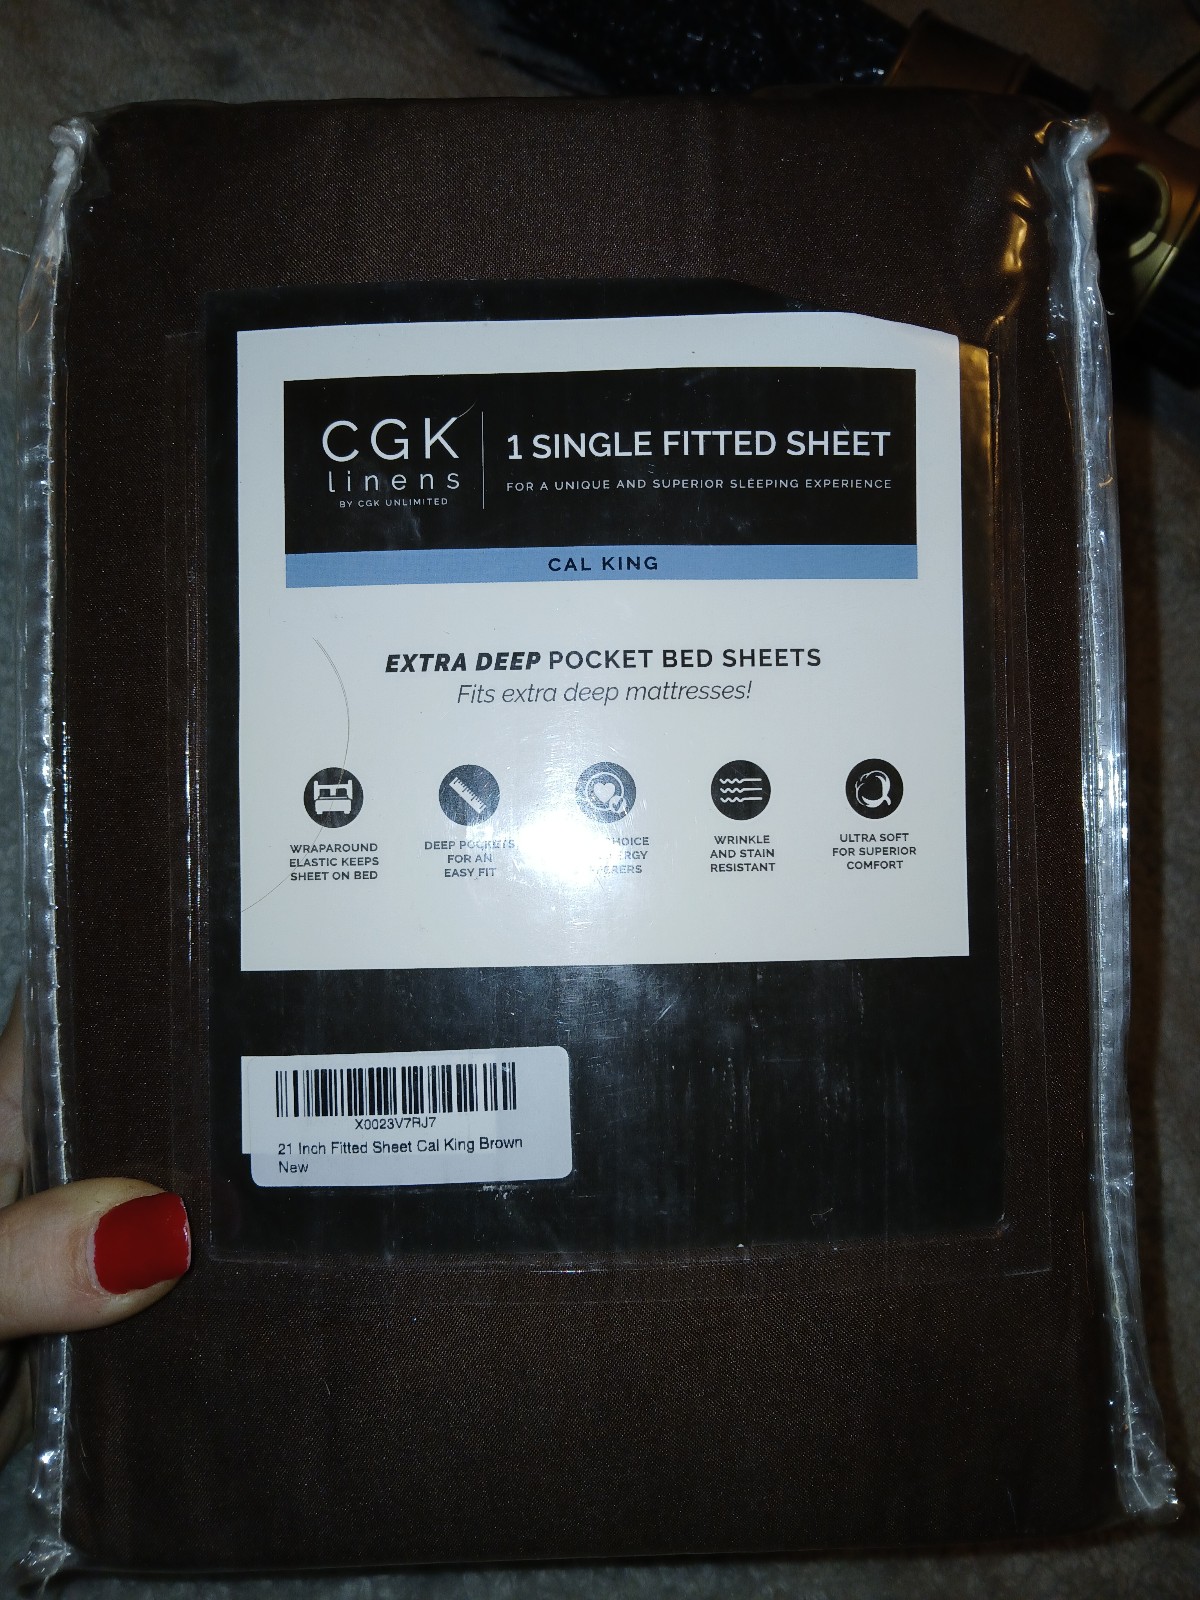 CGK
linens
BY CGK UNLIMITED
1 SINGLE FITTED SHEET
FOR A UNIQUE AND SUPERIOR SLEEPING EXPERIENCE
CAL KING
EXTRA DEEP POCKET BED SHEETS
Fits extra deep mattresses!
WRAPAROUND
ELASTIC KEEPS
SHEET ON BED
DEEP POCKETS
FOR AN
EASY FIT
CHOICE
WRINKLE
AND STAIN
RESISTANT
ULTRA SOFT
FOR SUPERIOR
COMFORT
X0023V7RJ7
21 Inch Fitted Sheet Cal King Brown
New